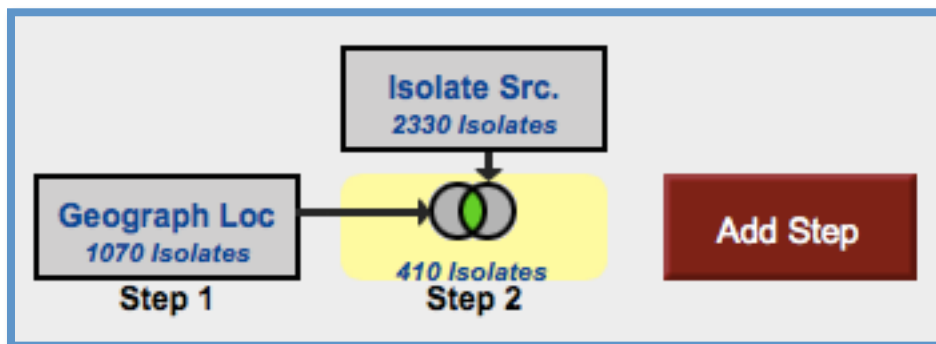 Isolate Src.
2330 Isolates
Geograph Loc
1070 Isolates
Step 1
410 Isolates
Step 2
Add Step